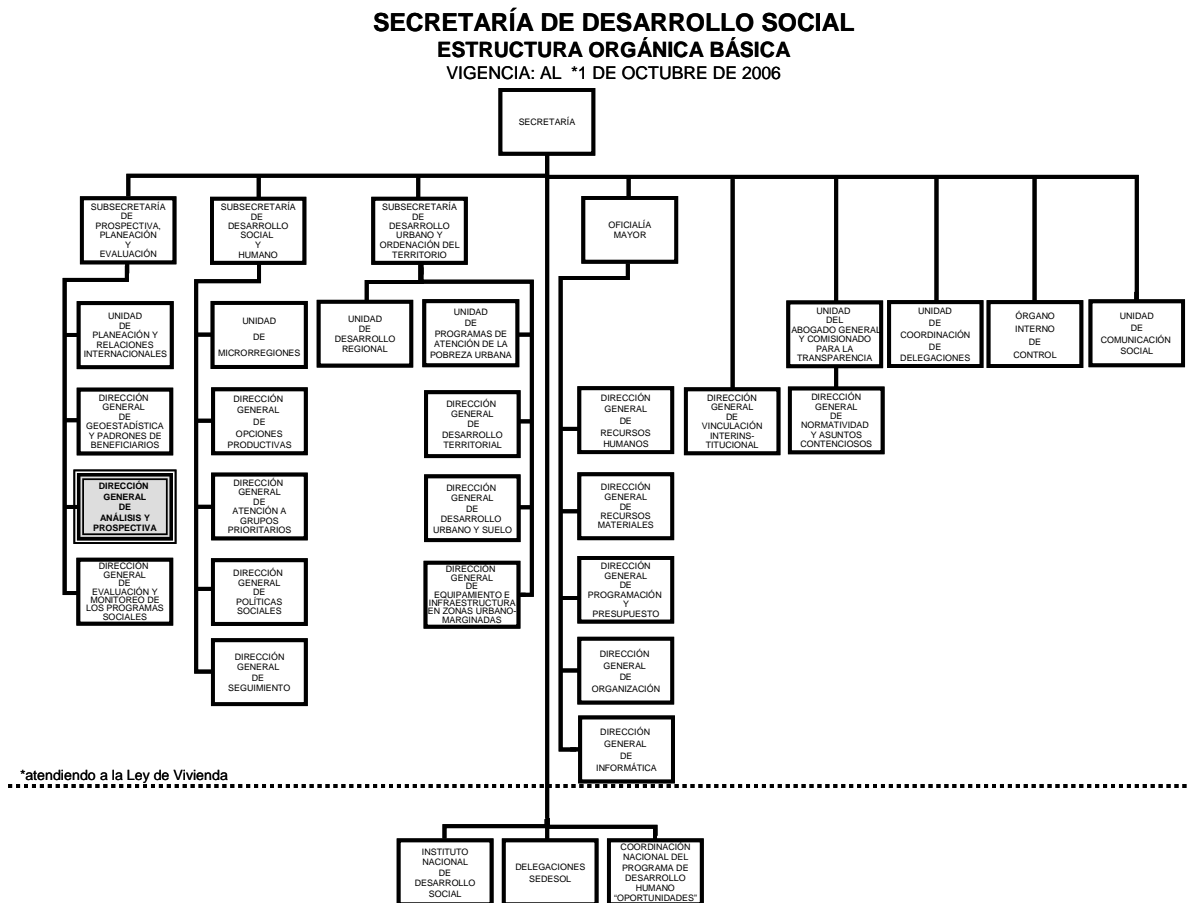 SECRETARÍA DE DESARROLLO SOCIAL
ESTRUCTURA ORGÁNICA BÁSICA
VIGENCIA: AL *1 DE OCTUBRE DE 2006
SECRETARÍA
SUBSECRETARÍA
DE
PROSPECTIVA,
PLANEACIÓN
Y
EVALUACIÓN
SUBSECRETARÍA
DE
DESARROLLO
SOCIAL
Y
HUMANO
SUBSECRETARÍA
DE
DESARROLLO
URBANO Y
ORDENACIÓN DEL
TERRITORIO
OFICIALÍA
MAYOR
UNIDAD
DE
PLANEACIÓN Y
RELACIONES
INTERNACIONALES
UNIDAD
DE
MICRORREGIONES
UNIDAD
DE
DESARROLLO
REGIONAL
UNIDAD
DE
PROGRAMAS DE
ATENCIÓN DE LA
POBREZA URBANA
UNIDAD
DEL
ABOGADO GENERAL
Y COMISIONADO
PARA LA
TRANSPARENCIA
UNIDAD
DE
COORDINACIÓN
DE
DELEGACIONES
ÓRGANO
INTERNO
DE
CONTROL
UNIDAD
DE
COMUNICACIÓN
SOCIAL
DIRECCIÓN
GENERAL
DE
GEOESTADÍSTICA
Y PADRONES DE
BENEFICIARIOS
DIRECCIÓN
GENERAL
DE
OPCIONES
PRODUCTIVAS
DIRECCIÓN
GENERAL
DE
DESARROLLO
TERRITORIAL
DIRECCIÓN
GENERAL
DE
RECURSOS
HUMANOS
DIRECCIÓN
GENERAL
DE
VINCULACIÓN
INTERINS-
TITUCIONAL
DIRECCIÓN
GENERAL
DE
NORMATIVIDAD
Y ASUNTOS
CONTENCIOSOS
DIRECCIÓN
GENERAL
DE
ANÁLISIS Y
PROSPECTIVA
DIRECCIÓN
GENERAL
DE
ATENCIÓN A
GRUPOS
PRIORITARIOS
DIRECCIÓN
GENERAL
DE
DESARROLLO
URBANO Y SUELO
DIRECCIÓN
GENERAL
DE
RECURSOS
MATERIALES
DIRECCIÓN
GENERAL
DE
EVALUACIÓN Y
MONITOREO DE
LOS PROGRAMAS
SOCIALES
DIRECCIÓN
GENERAL
DE
POLÍTICAS
SOCIALES
DIRECCIÓN
GENERAL
DE
EQUIPAMIENTO E
INFRAESTRUCTURA
EN ZONAS URBANO-
MARGINADAS
DIRECCIÓN
GENERAL
DE
PROGRAMACIÓN
Y
PRESUPUESTO
DIRECCIÓN
GENERAL
DE
SEGUIMIENTO
DIRECCIÓN
GENERAL
DE
ORGANIZACIÓN
DIRECCIÓN
GENERAL
DE
INFORMÁTICA
*atendiendo a la Ley de Vivienda
INSTITUTO
NACIONAL
DE
DESARROLLO
SOCIAL
DELEGACIONES
SEDESOL
COORDINACIÓN
NACIONAL DEL
PROGRAMA DE
DESARROLLO
HUMANO
"OPORTUNIDADES"